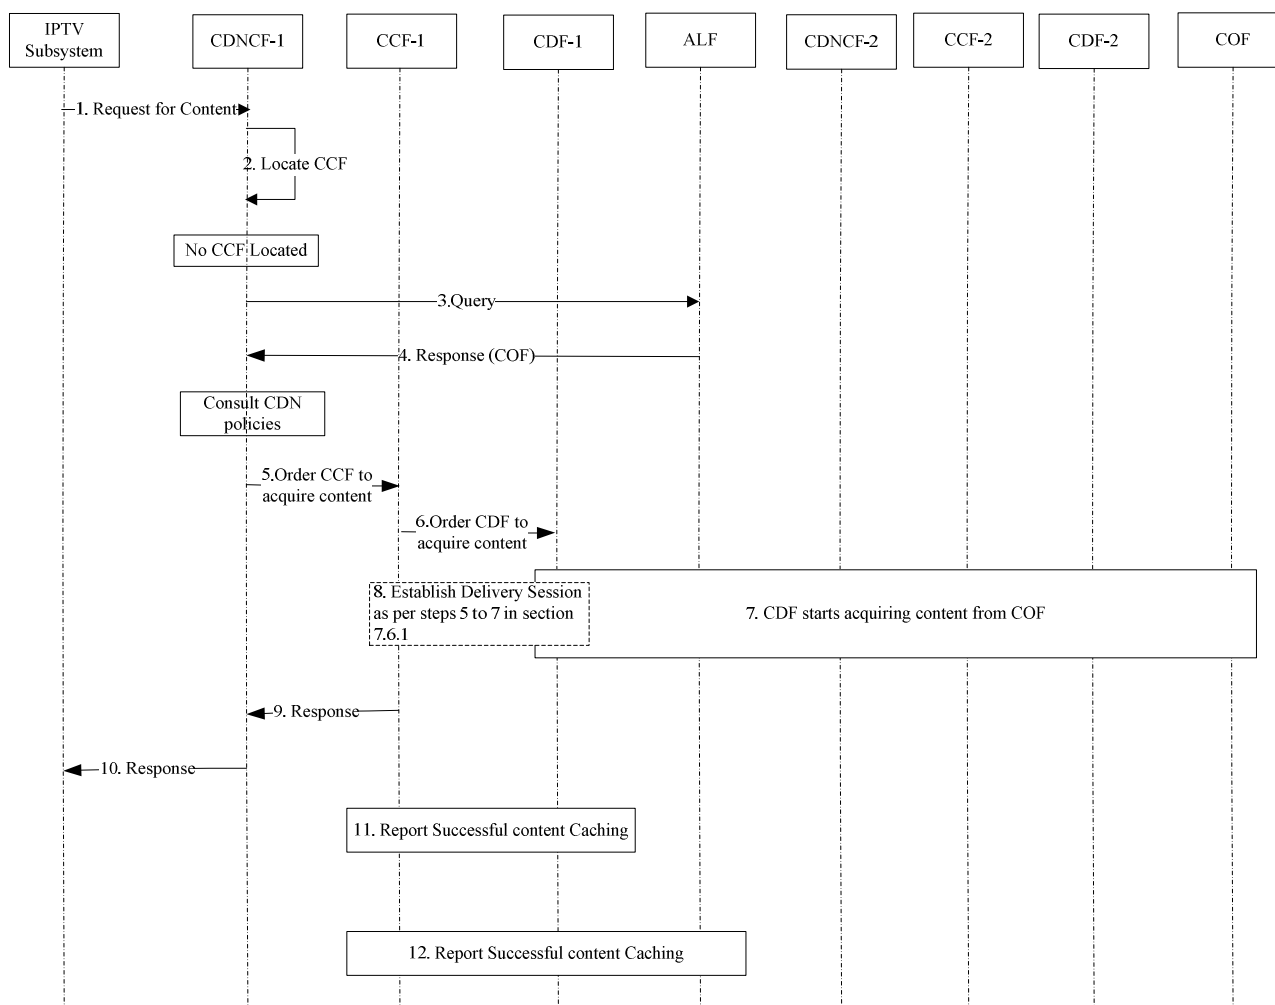 IPTV
Subsystem
CDNCF-1
CCF-1
CDF-1
ALF
CDNCF-2
CCF-2
CDF-2
COF
1. Request for Content
2. Locate CCF
No CCF Located
3.Query
4. Response (COF)
Consult CDN
policies
5.Order CCF to
acquire content
6.Order CDF to
acquire content
8. Establish Delivery Session
as per steps 5 to 7 in section
7.6.1
7. CDF starts acquiring content from COF
9. Response
10. Response
11. Report Successful content Caching
12. Report Successful content Caching